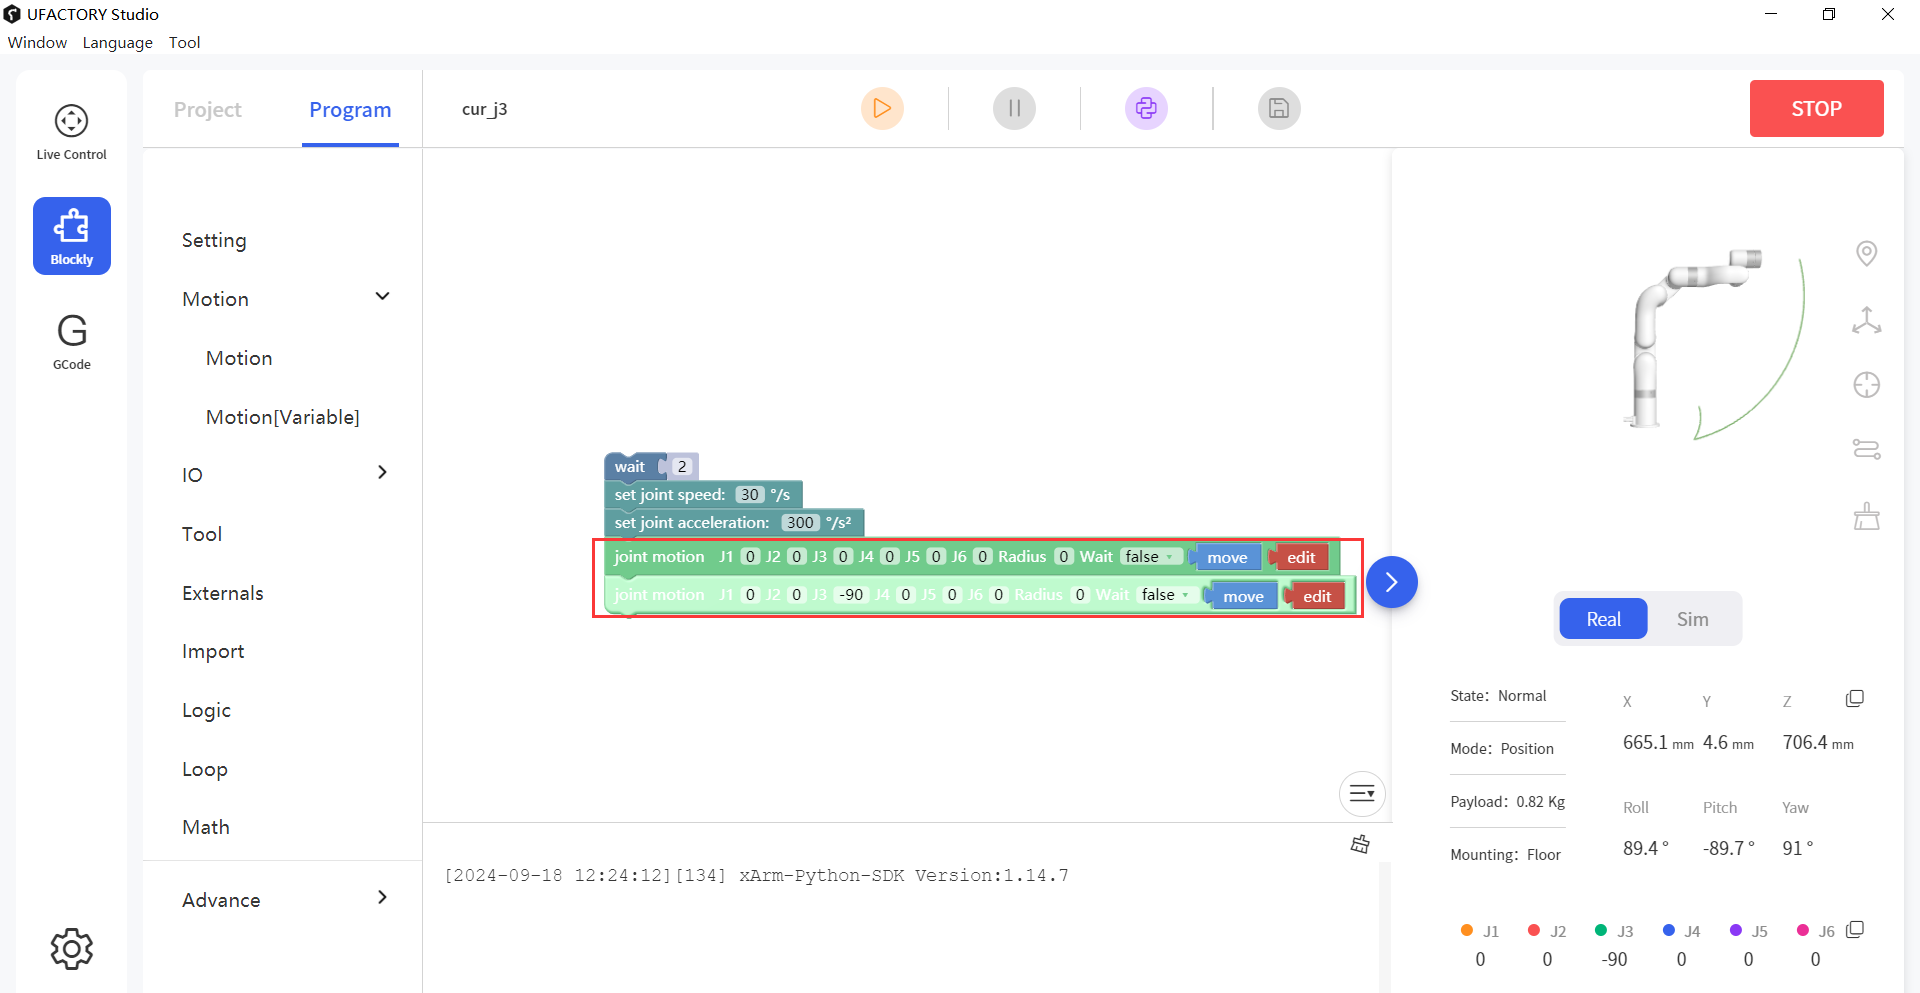 UFACTORY Studio
Window Language Tool
Live Control
Blockly
G
GCode
Project Program
cur_j3
STOP
Setting
Motion
Motion
Motion[Variable]
IO
Tool
Externals
Import
Logic
Loop
Math
Advance
wait 2
set joint speed: 30 °/s
set joint acceleration: 300 °/s²
joint motion J1 0 J2 0 J3 0 J4 0 J5 0 J6 0 Radius 0 Wait false move edit
joint motion J1 0 J2 0 J3 -90 J4 0 J5 0 J6 0 Radius 0 Wait false move edit
[2024-09-18 12:24:12][134] xArm-Python-SDK Version:1.14.7
Real Sim
State: Normal
Mode: Position
Payload: 0.82 Kg
Mounting: Floor
X Y Z
665.1 mm 4.6 mm 706.4 mm
Roll Pitch Yaw
89.4 ° -89.7 ° 91 °
J1 J2 J3 J4 J5 J6
0 0 -90 0 0 0